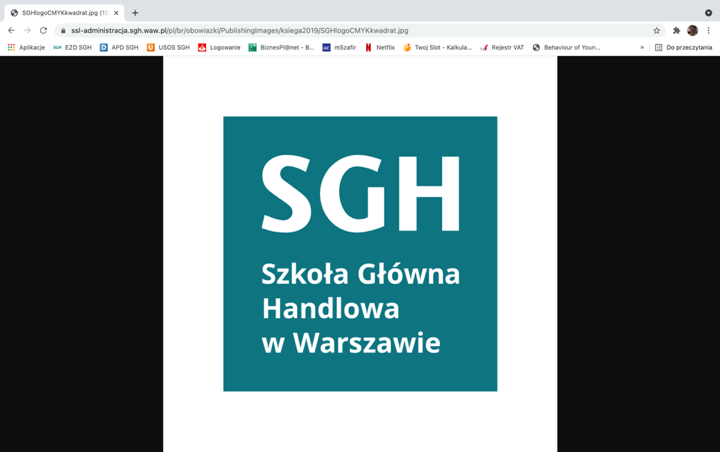 SGHlogoCMYKkwadrat.jpg (10
ssl-administracja.sgh.waw.pl/pl/br/obowiazki/PublishingImages/ksiega2019/SGHlogoCMYKkwadrat.jpg
Aplikacje SGH EZD SGH D APD SGH U USOS SGH Logowanie BiznesPl@net - B... mSzafir N Netflix Twoj Slot - Kalkula... Rejestr VAT Behaviour of Youn... » Do przeczytania
SGH
Szkoła Główna
Handlowa
w Warszawie